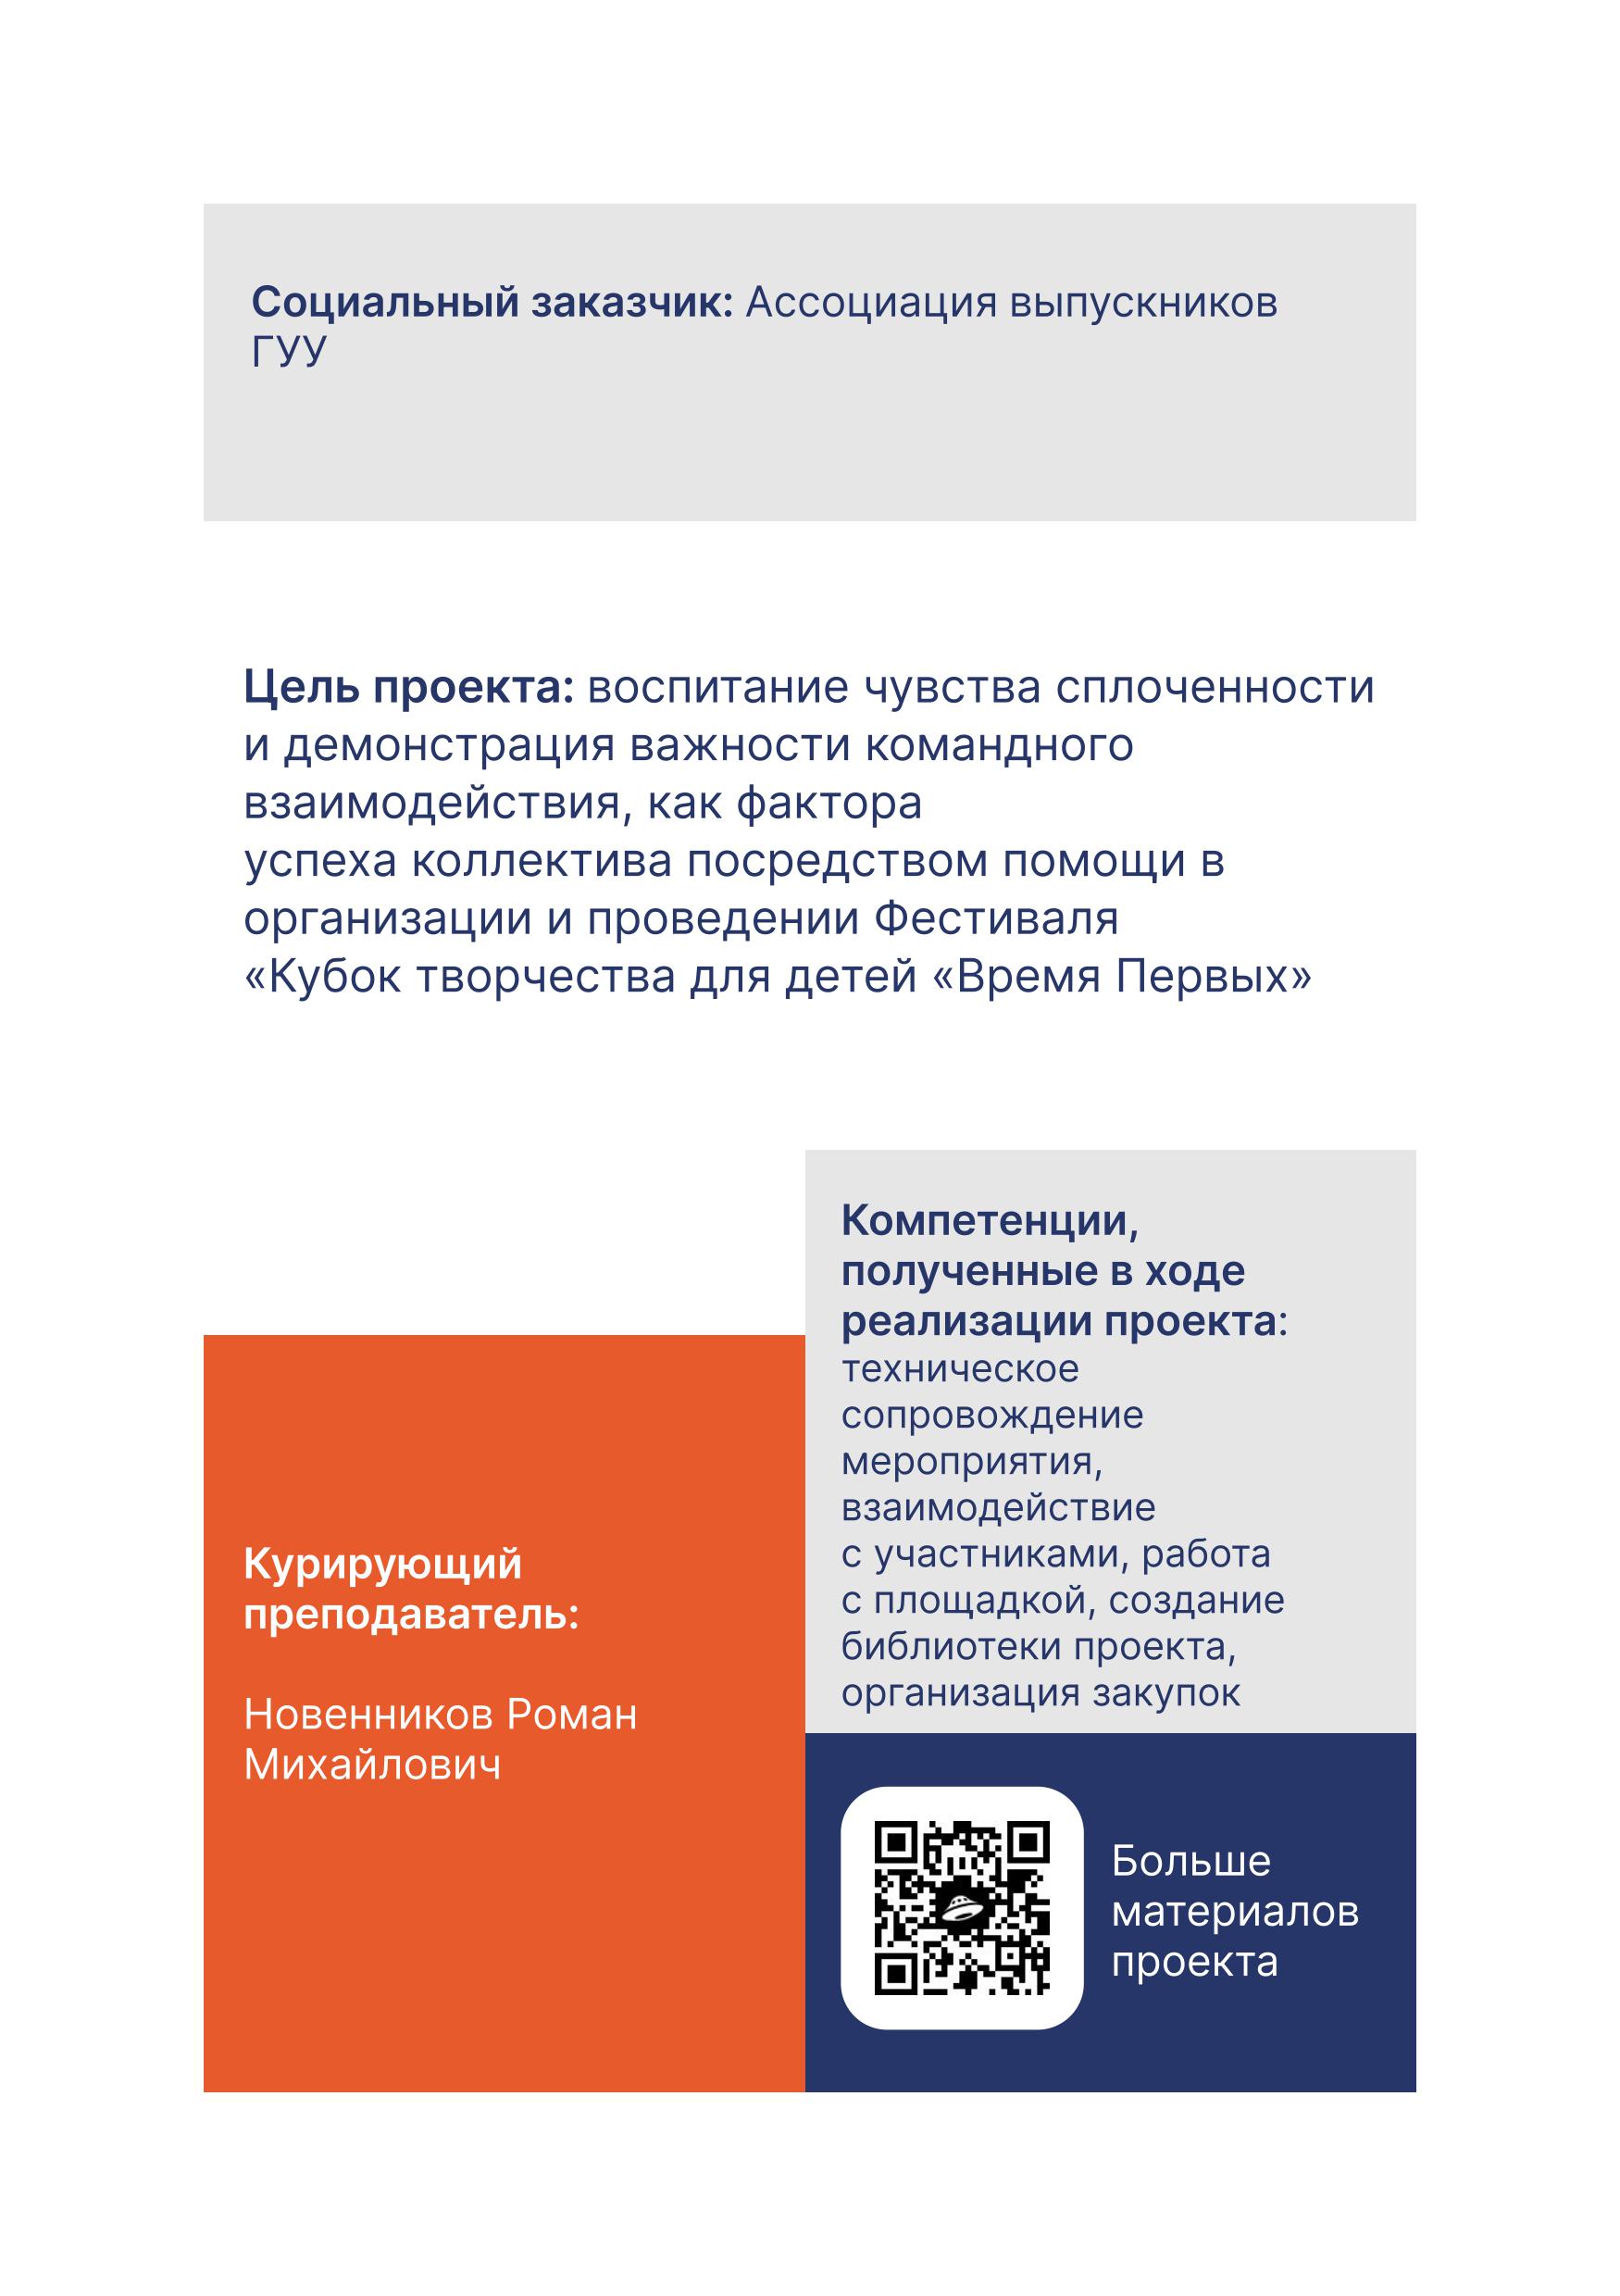 Социальный заказчик: Ассоциация выпускников
ГУУ
Цель проекта: воспитание чувства сплоченности
и демонстрация важности командного
взаимодействия, как фактора
успеха коллектива посредством помощи в
организации и проведении Фестиваля
«Кубок творчества для детей «Время Первых»
Компетенции,
полученные в ходе
реализации проекта:
техническое
сопровождение
мероприятия,
взаимодействие
с участниками, работа
с площадкой, создание
библиотеки проекта,
организация закупок
Курирующий
преподаватель:
Новенников Роман
Михайлович
Больше
материалов
проекта